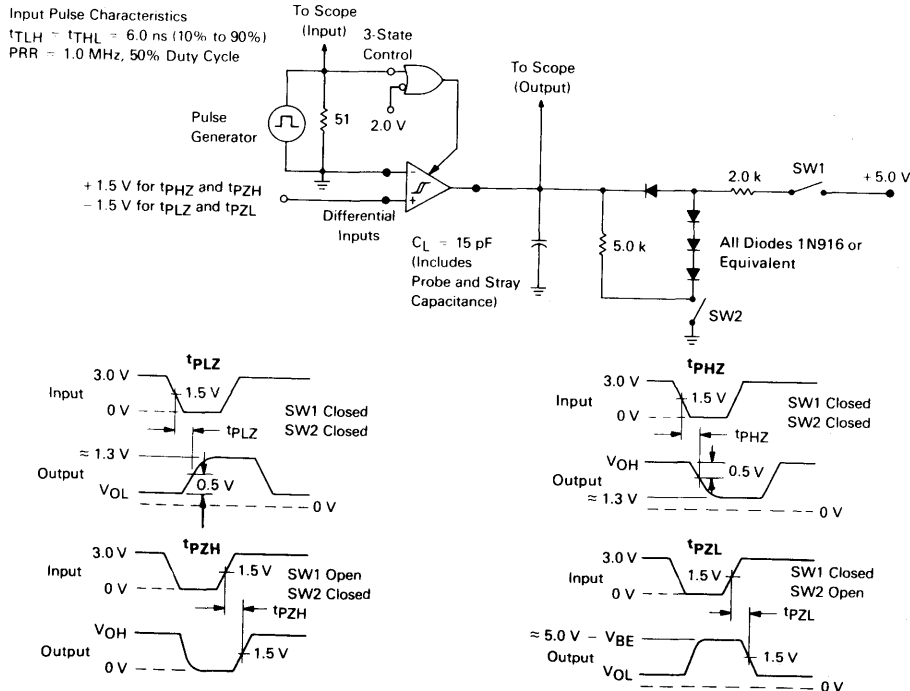 Input Pulse Characteristics
tTLH = tTHL = 6.0 ns (10% to 90%)
PRR = 1.0 MHz, 50% Duty Cycle
To Scope
(Input)
3-State
Control
To Scope
(Output)
Pulse
Generator
51
2.0 V
SW1
2.0 k
+ 5.0 V
+ 1.5 V for tPHZ and tPZH
− 1.5 V for tPLZ and tPZL
−
+
Differential
Inputs
CL = 15 pF
(Includes
Probe and Stray
Capacitance)
5.0 k
All Diodes 1N916 or
Equivalent
SW2
tPLZ
3.0 V
Input
1.5 V
0 V
SW1 Closed
SW2 Closed
tPLZ
≈ 1.3 V
Output
0.5 V
VOL
0 V
tPHZ
3.0 V
Input
1.5 V
0 V
SW1 Closed
SW2 Closed
tPHZ
VOH
0.5 V
Output
≈ 1.3 V
0 V
tPZH
3.0 V
Input
1.5 V
0 V
SW1 Open
SW2 Closed
tPZH
VOH
Output
1.5 V
0 V
tPZL
3.0 V
Input
1.5 V
0 V
SW1 Closed
SW2 Open
tPZL
≈ 5.0 V − VBE
Output
1.5 V
VOL
0 V